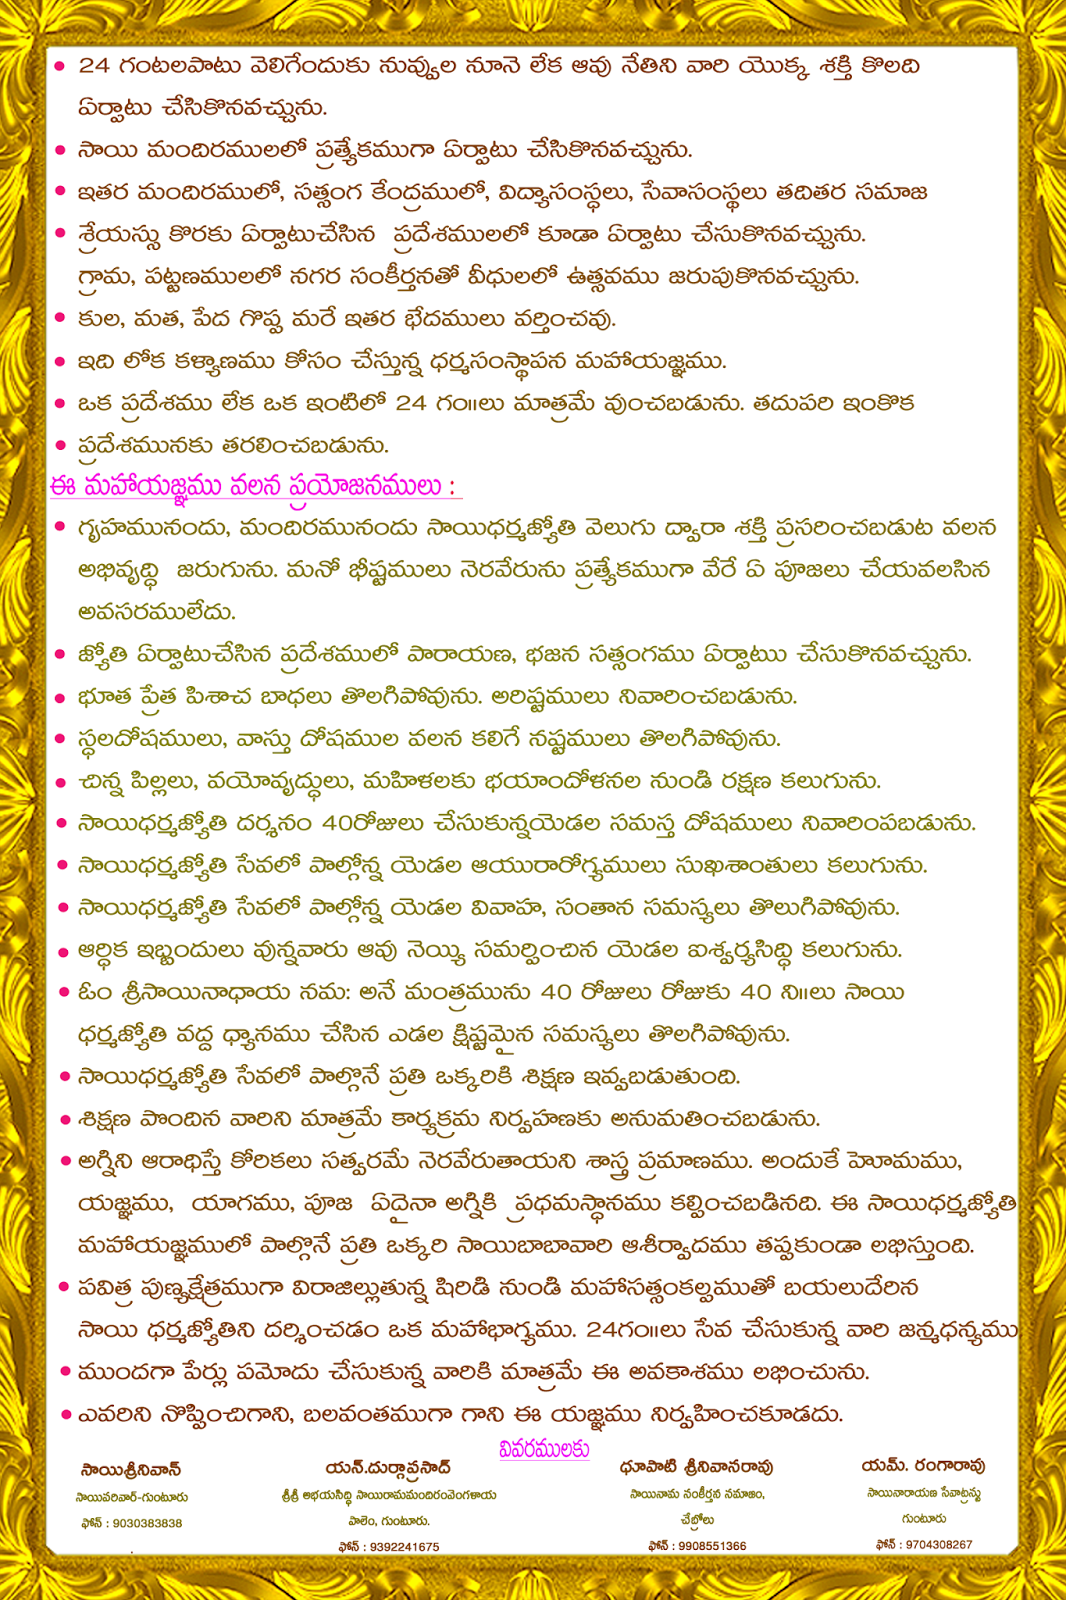 • 24 గంటలపాటు వెలిగేందుకు నువ్వుల నూనె లేక ఆవు నేతిని వారి యొక్క శక్తి కొలది
ఏర్పాటు చేసికొనవచ్చును.
• సాయి మందిరములలో ప్రత్యేకముగా ఏర్పాటు చేసికొనవచ్చును.
• ఇతర మందిరములో, సత్సంగ కేంద్రములో, విద్యాసంస్థలు, సేవాసంస్థలు తదితర సమాజ
• శ్రేయస్సు కొరకు ఏర్పాటుచేసిన ప్రదేశములలో కూడా ఏర్పాటు చేసుకొనవచ్చును.
గ్రామ, పట్టణములలో నగర సంకీర్తనతో వీధులలో ఉత్సవము జరుపుకొనవచ్చును.
• కుల, మత, పేద గొప్ప మరే ఇతర భేదములు వర్తించవు.
• ఇది లోక కళ్యాణము కోసం చేస్తున్న ధర్మసంస్థాపన మహాయజ్ఞము.
• ఒక ప్రదేశము లేక ఒక ఇంటిలో 24 గం॥లు మాత్రమే వుంచబడును. తదుపరి ఇంకొక
• ప్రదేశమునకు తరలించబడును.
ఈ మహాయజ్ఞము వలన ప్రయోజనములు :
• గృహమునందు, మందిరమునందు సాయిధర్మజ్యోతి వెలుగు ద్వారా శక్తి ప్రసరించబడుట వలన
అభివృద్ధి జరుగును. మనో భీష్టములు నెరవేరును ప్రత్యేకముగా వేరే ఏ పూజలు చేయవలసిన
అవసరములేదు.
• జ్యోతి ఏర్పాటుచేసిన ప్రదేశములో పారాయణ, భజన సత్సంగము ఏర్పాటుు చేసుకొనవచ్చును.
• భూత ప్రేత పిశాచ బాధలు తొలగిపోవును. అరిష్టములు నివారించబడును.
• స్థలదోషములు, వాస్తు దోషముల వలన కలిగే నష్టములు తొలగిపోవును.
• చిన్న పిల్లలు, వయోవృద్ధులు, మహిళలకు భయాందోళనల నుండి రక్షణ కలుగును.
• సాయిధర్మజ్యోతి దర్శనం 40రోజులు చేసుకున్నయెడల సమస్త దోషములు నివారింపబడును.
• సాయిధర్మజ్యోతి సేవలో పాల్గోన్న యెడల ఆయురారోగ్యములు సుఖశాంతులు కలుగును.
• సాయిధర్మజ్యోతి సేవలో పాల్గోన్న యెడల వివాహ, సంతాన సమస్యలు తొలుగిపోవును.
• ఆర్థిక ఇబ్బందులు వున్నవారు ఆవు నెయ్యి సమర్పించిన యెడల ఐశ్వర్యసిద్ధి కలుగును.
• ఓం శ్రీసాయినాధాయ నమ: అనే మంత్రమును 40 రోజులు రోజుకు 40 ని॥లు సాయి
ధర్మజ్యోతి వద్ద ధ్యానము చేసిన ఎడల క్లిష్టమైన సమస్యలు తొలగిపోవును.
• సాయిధర్మజ్యోతి సేవలో పాల్గొనే ప్రతి ఒక్కరికి శిక్షణ ఇవ్వబడుతుంది.
• శిక్షణ పొందిన వారిని మాత్రమే కార్యక్రమ నిర్వహణకు అనుమతించబడును.
• అగ్నిని ఆరాధిస్తే కోరికలు సత్వరమే నెరవేరుతాయని శాస్త్ర ప్రమాణము. అందుకే హెూమము,
యజ్ఞము, యాగము, పూజ ఏదైనా అగ్నికి ప్రధమస్థానము కల్పించబడినది. ఈ సాయిధర్మజ్యోతి
మహాయజ్ఞములో పాల్గొనే ప్రతి ఒక్కరి సాయిబాబావారి ఆశీర్వాదము తప్పకుండా లభిస్తుంది.
• పవిత్ర పుణ్యక్షేత్రముగా విరాజిల్లుతున్న షిరిడి నుండి మహాసత్సంకల్పముతో బయలుదేరిన
సాయి ధర్మజ్యోతిని దర్శించడం ఒక మహాభాగ్యము. 24గం॥లు సేవ చేసుకున్న వారి జన్మధన్యము
• ముందగా పేర్లు పమోదు చేసుకున్న వారికి మాత్రమే ఈ అవకాశము లభించును.
• ఎవరిని నొప్పించిగాని, బలవంతముగా గాని ఈ యజ్ఞము నిర్వహించకూడదు.
వివరములకు
సాయిశ్రీనివాస్ యన్.దుర్గాప్రసాద్ ధూపాటి శ్రీనివాసరావు యమ్. రంగారావు
సాయిపరివార్-గుంటూరు శ్రీశ్రీ అభయసిద్ధి సాయిరామమందిరంవెంగళాయ సాయినామ సంకీర్తన సమాజం, సాయినారాయణ సేవాట్రస్టు
పాలెం, గుంటూరు. చేబ్రోలు గుంటూరు
ఫోన్ : 9030383838 ఫోన్ : 9392241675 ఫోన్ : 9908551366 ఫోన్ : 9704308267